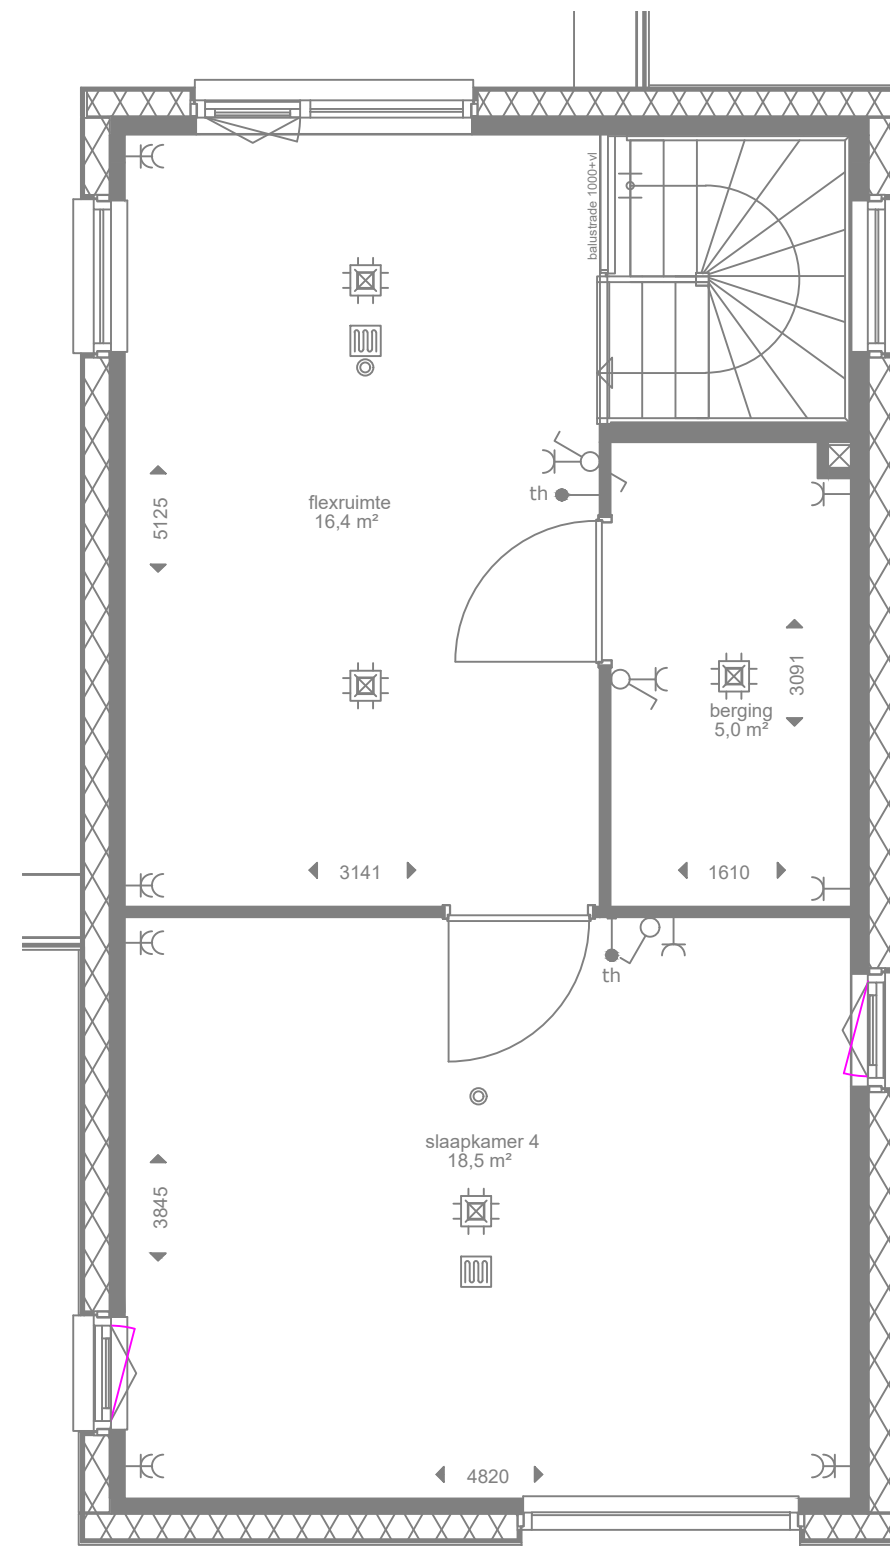 balustrade 1000+vl
th
flexruimte
16,4 m²
5125
3091
berging
5,0 m²
3141
1610
th
slaapkamer 4
18,5 m²
3845
4820